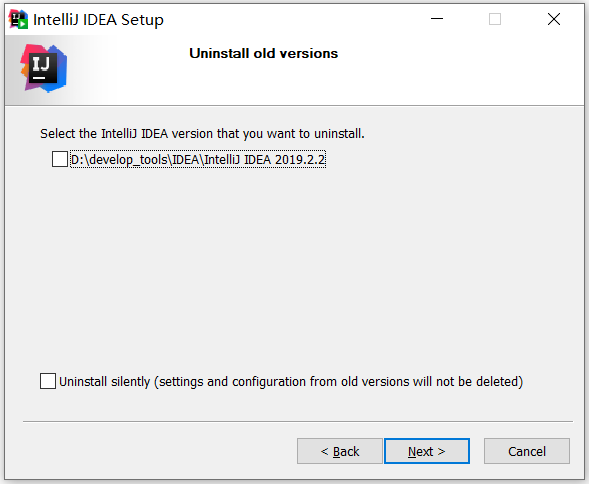 IntelliJ IDEA Setup
IJ
Uninstall old versions
Select the IntelliJ IDEA version that you want to uninstall.
D:\develop_tools\IDEA\IntelliJ IDEA 2019.2.2
Uninstall silently (settings and configuration from old versions will not be deleted)
< Back
Next >
Cancel